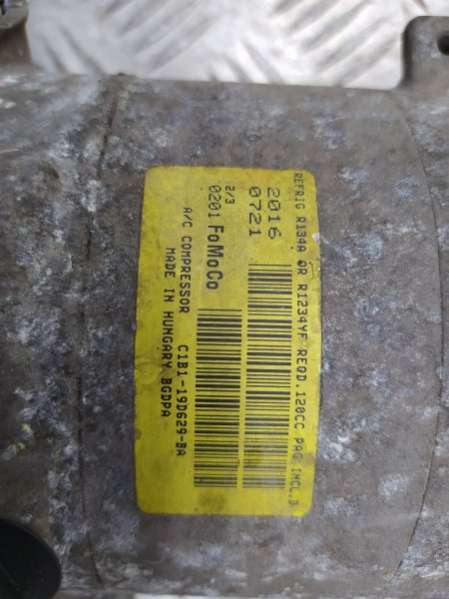 REFRIG R134A OR R1234YF REQD.120CC PAG INCL.D
2016
0721
2/3
0201 FoMoCo
A/C COMPRESSOR C1B1-19D629-BA
MADE IN HUNGARY BGDPA